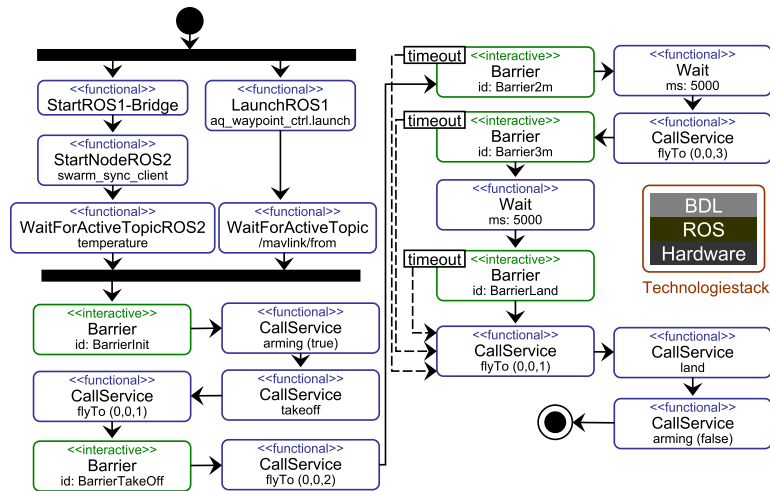 <<functional>>
StartROS1-Bridge
<<functional>>
LaunchROS1
aq_waypoint_ctrl.launch
<<functional>>
StartNodeROS2
swarm_sync_client
<<functional>>
WaitForActiveTopicROS2
temperature
<<functional>>
WaitForActiveTopic
/mavlink/from
<<interactive>>
Barrier
id: BarrierInit
<<functional>>
CallService
arming (true)
<<functional>>
CallService
takeoff
<<functional>>
CallService
flyTo (0,0,1)
<<interactive>>
Barrier
id: BarrierTakeOff
<<functional>>
CallService
flyTo (0,0,2)
timeout
<<interactive>>
Barrier
id: Barrier2m
<<functional>>
Wait
ms: 5000
<<functional>>
CallService
flyTo (0,0,3)
timeout
<<interactive>>
Barrier
id: Barrier3m
<<functional>>
Wait
ms: 5000
timeout
<<interactive>>
Barrier
id: BarrierLand
<<functional>>
CallService
flyTo (0,0,1)
<<functional>>
CallService
land
<<functional>>
CallService
arming (false)
BDL
ROS
Hardware
Technologiestack